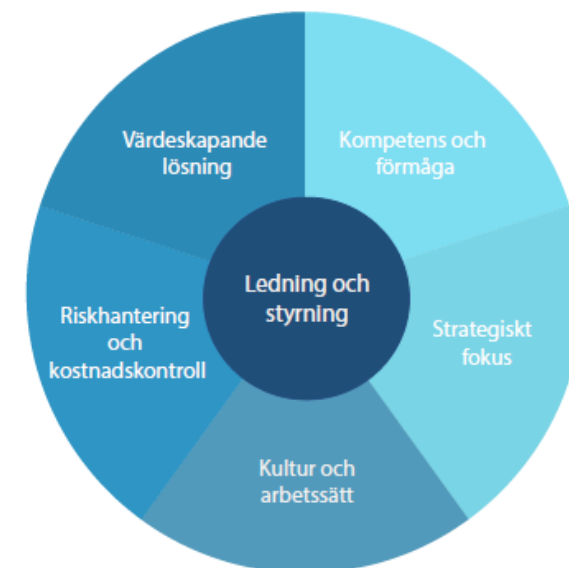 Värdeskapande
lösning
Kompetens och
förmåga
Ledning och
styrning
Riskhantering
och
kostnadskontroll
Strategiskt
fokus
Kultur och
arbetssätt